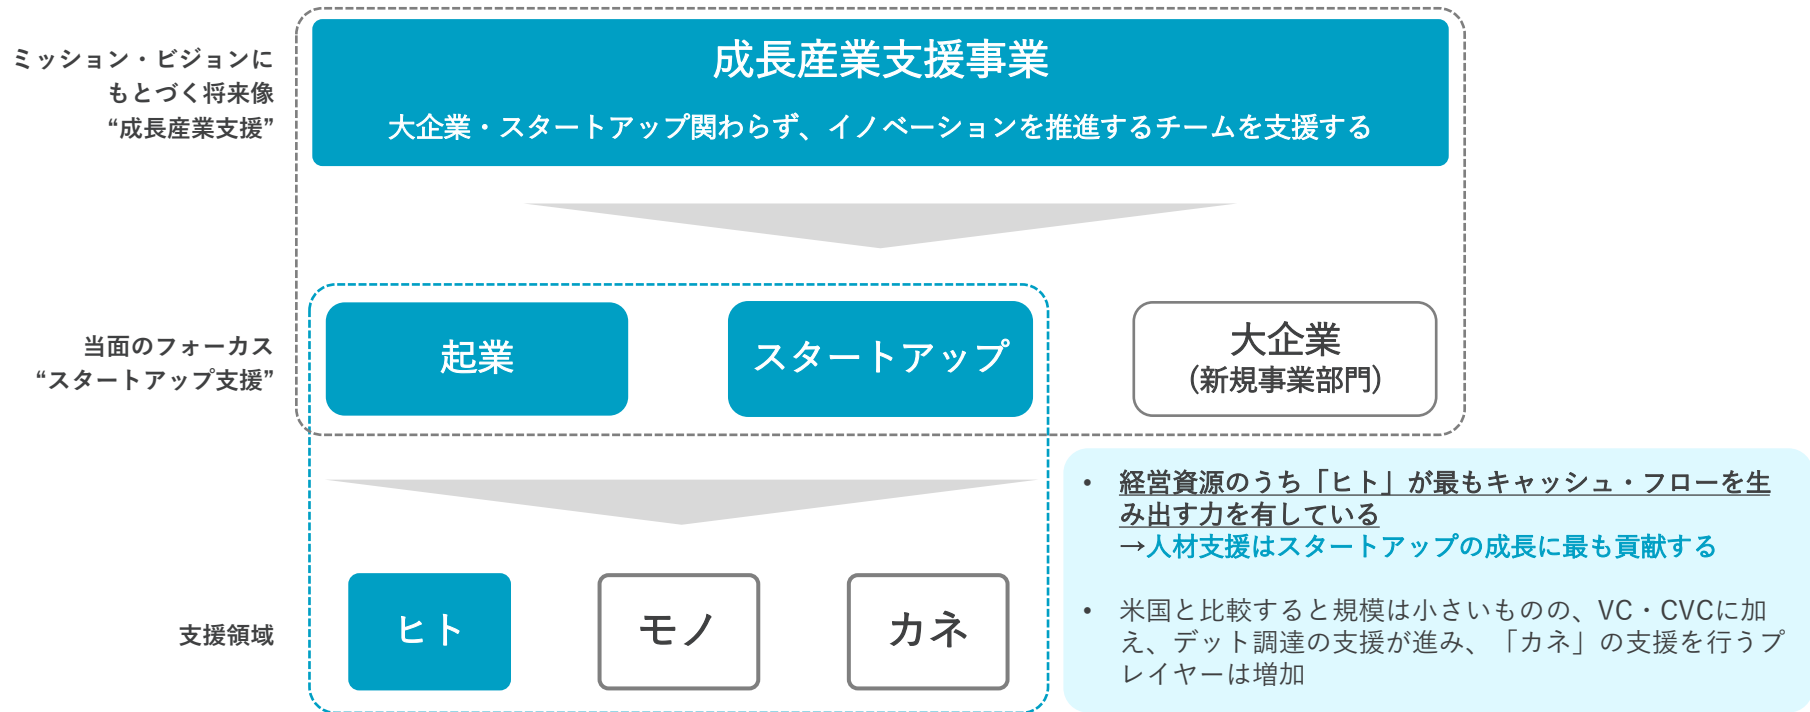 成長産業支援事業
大企業・スタートアップ関わらず、イノベーションを推進するチームを支援する
ミッション・ビジョンに
もとづく将来像
“成長産業支援”
当面のフォーカス
“スタートアップ支援”
起業
スタートアップ
大企業
(新規事業部門)
支援領域
ヒト
モノ
カネ
• 経営資源のうち「ヒト」が最もキャッシュ・フローを生
み出す力を有している
→人材支援はスタートアップの成長に最も貢献する
• 米国と比較すると規模は小さいものの、VC・CVCに加
え、デット調達の支援が進み、「カネ」の支援を行うプ
レイヤーは増加